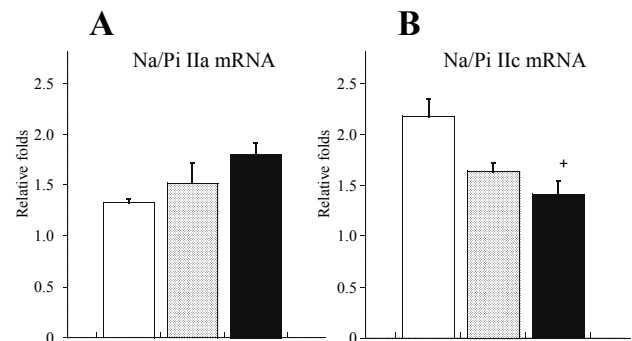 A
Na/Pi IIa mRNA
2.5
2.0
1.5
1.0
0.5
0
Relative folds
B
Na/Pi IIc mRNA
2.5
2.0
1.5
1.0
0.5
0
Relative folds
+